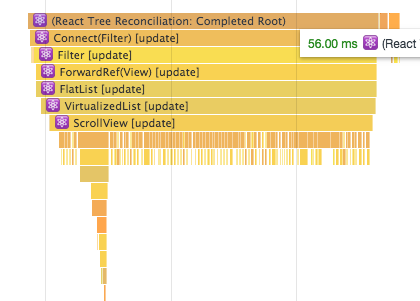 (React Tree Reconciliation: Completed Root)
Connect(Filter) [update]
56.00 ms (React
Filter [update]
ForwardRef(View) [update]
FlatList [update]
VirtualizedList [update]
ScrollView [update]